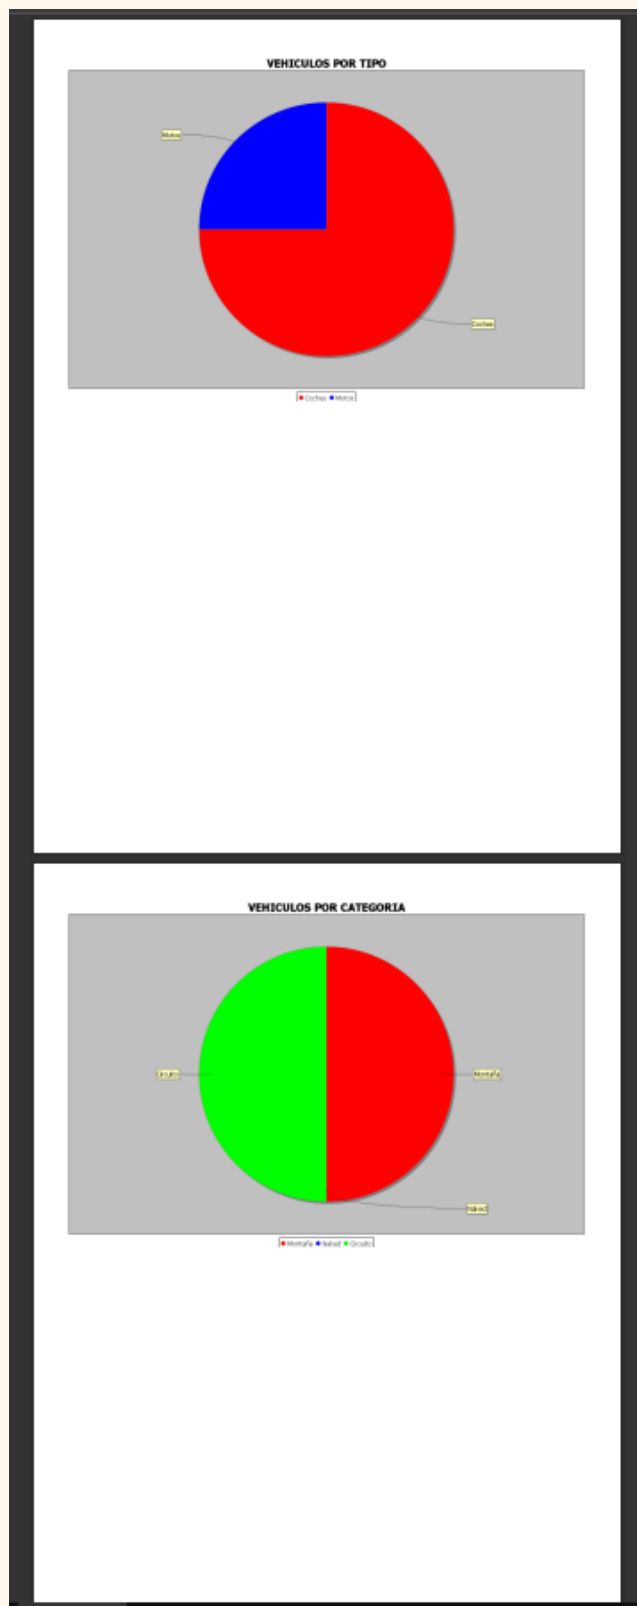 VEHICULOS POR TIPO
Motos
Coches
Coches Motos
VEHICULOS POR CATEGORIA
Circuito
Montaña
Naked
Montaña Naked Circuito